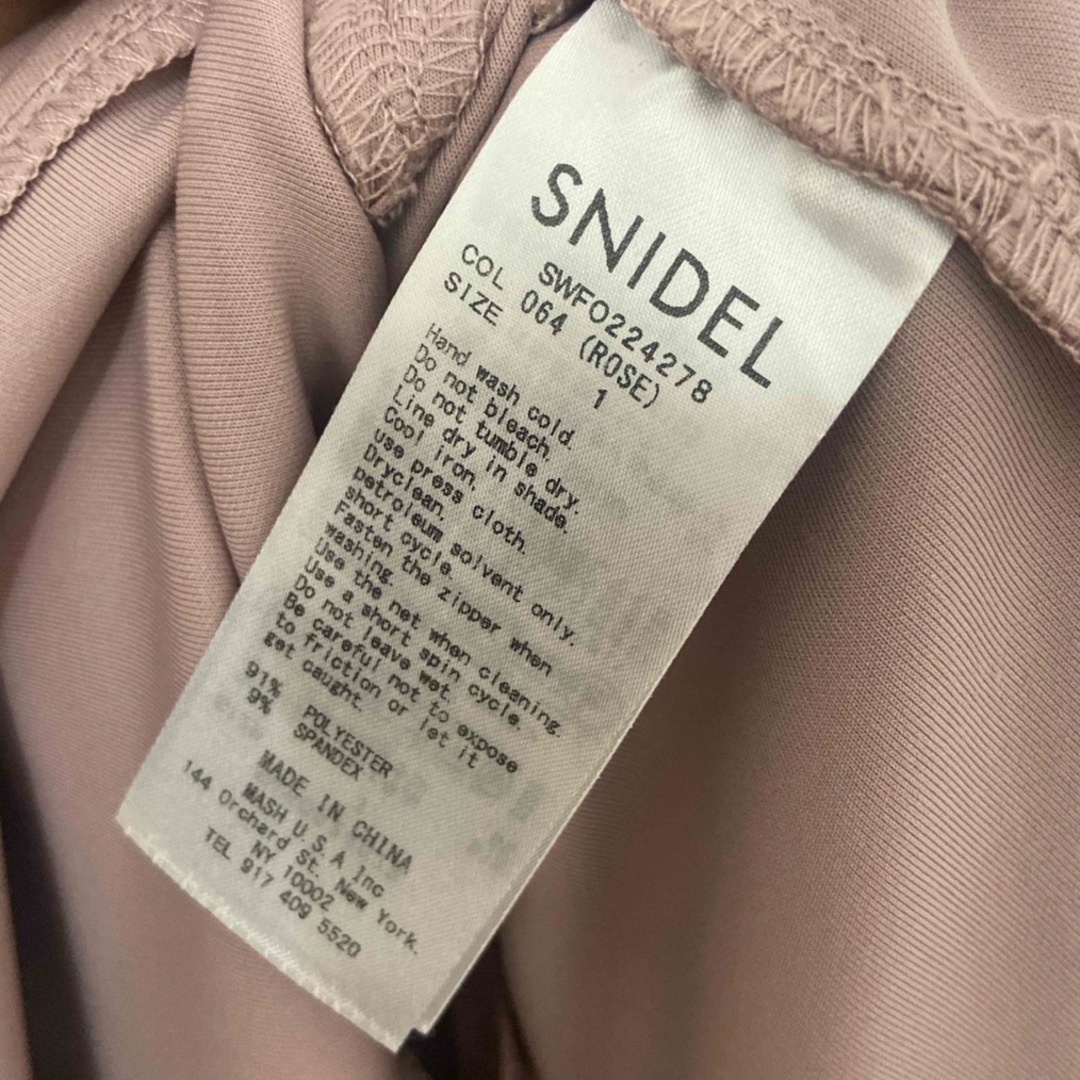 SNIDEL
SWFO224278
COL 064 (ROSE)
SIZE 1
Hand wash cold.
Do not bleach.
Do not tumble dry.
Line dry in shade.
Cool iron.
use press cloth.
Dryclean.
petroleum solvent only.
short cycle.
Fasten the zipper when
washing.
Use the net when cleaning.
Use a short spin cycle.
Do not leave wet.
Be careful not to expose
to friction or let it
get caught.
91% POLYESTER
9% SPANDEX
MADE IN CHINA
MASH U.S.A Inc
144 Orchard St. New York.
NY 10002
TEL 917 409 5520